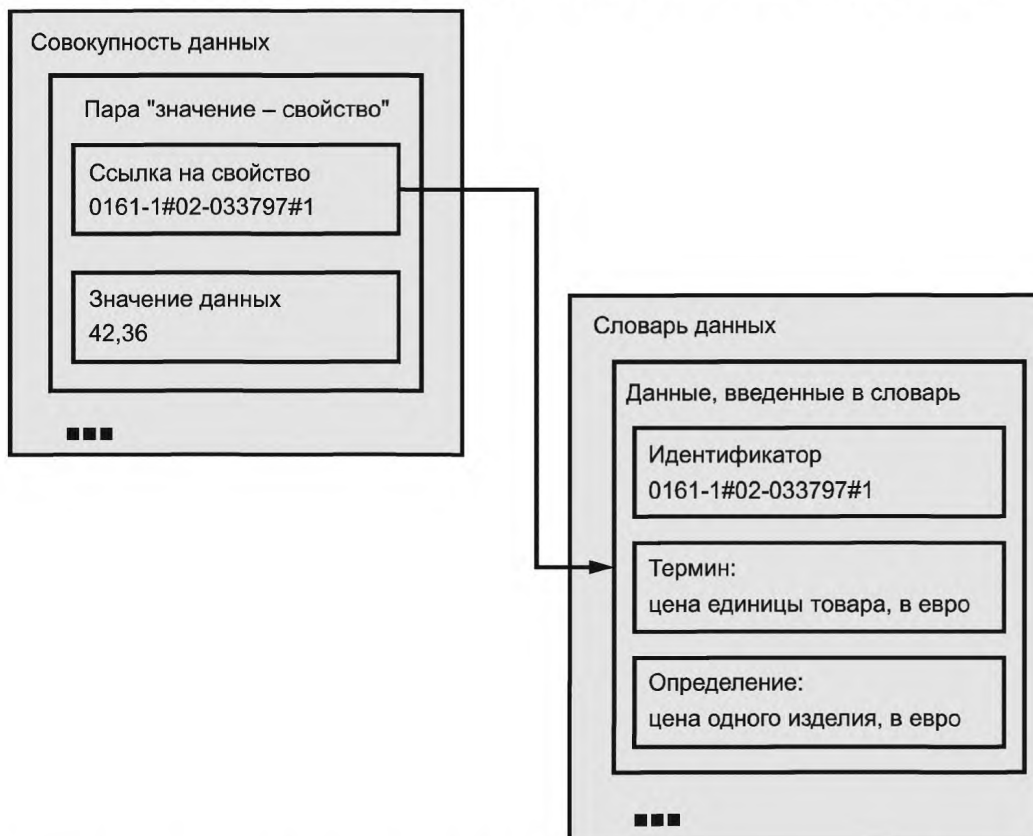 Совокупность данных
Пара "значение – свойство"
Ссылка на свойство
0161-1#02-033797#1
Значение данных
42,36
Словарь данных
Данные, введенные в словарь
Идентификатор
0161-1#02-033797#1
Термин:
цена единицы товара, в евро
Определение:
цена одного изделия, в евро